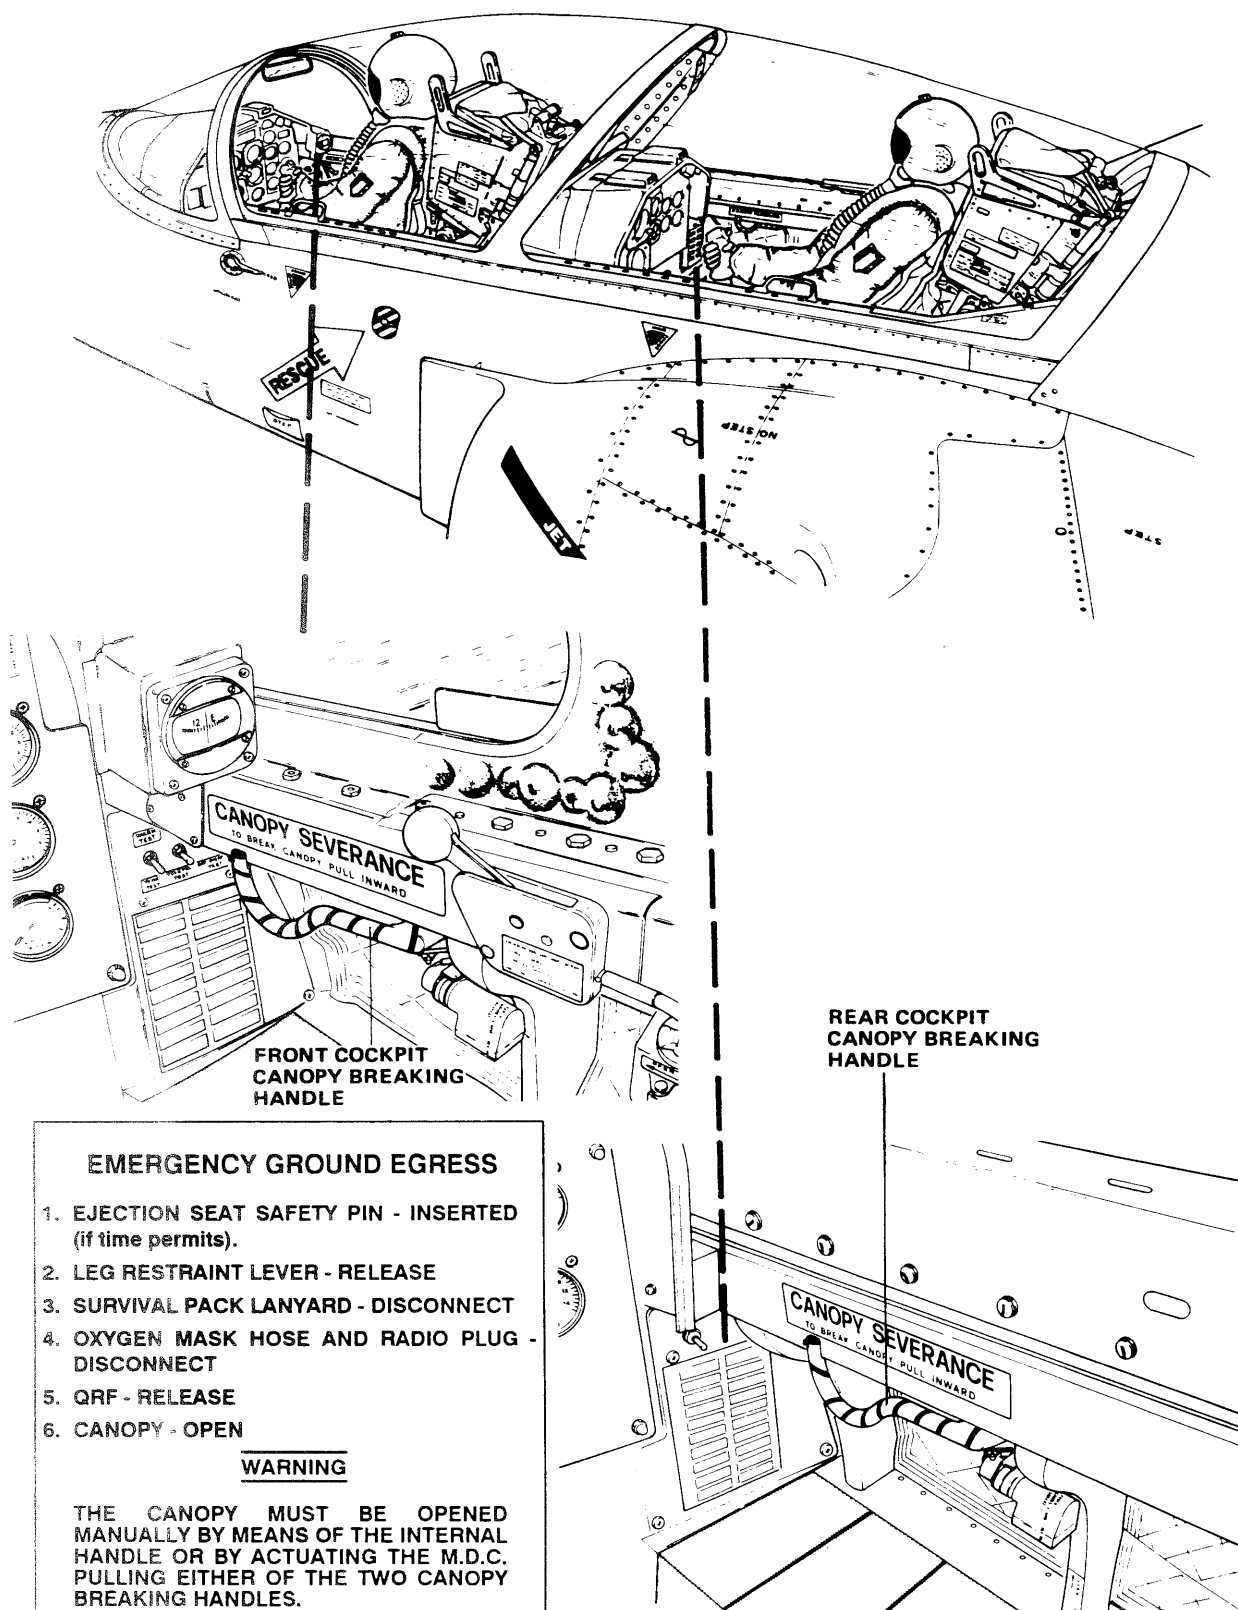 RESCUE
NO STEP
JET
STEP
CANOPY SEVERANCE
TO BREAK CANOPY PULL INWARD
FRONT COCKPIT
CANOPY BREAKING
HANDLE
REAR COCKPIT
CANOPY BREAKING
HANDLE
CANOPY SEVERANCE
TO BREAK CANOPY PULL INWARD
EMERGENCY GROUND EGRESS
1. EJECTION SEAT SAFETY PIN - INSERTED
(if time permits).
2. LEG RESTRAINT LEVER - RELEASE
3. SURVIVAL PACK LANYARD - DISCONNECT
4. OXYGEN MASK HOSE AND RADIO PLUG -
DISCONNECT
5. QRF - RELEASE
6. CANOPY - OPEN
WARNING
THE CANOPY MUST BE OPENED
MANUALLY BY MEANS OF THE INTERNAL
HANDLE OR BY ACTUATING THE M.D.C.
PULLING EITHER OF THE TWO CANOPY
BREAKING HANDLES.